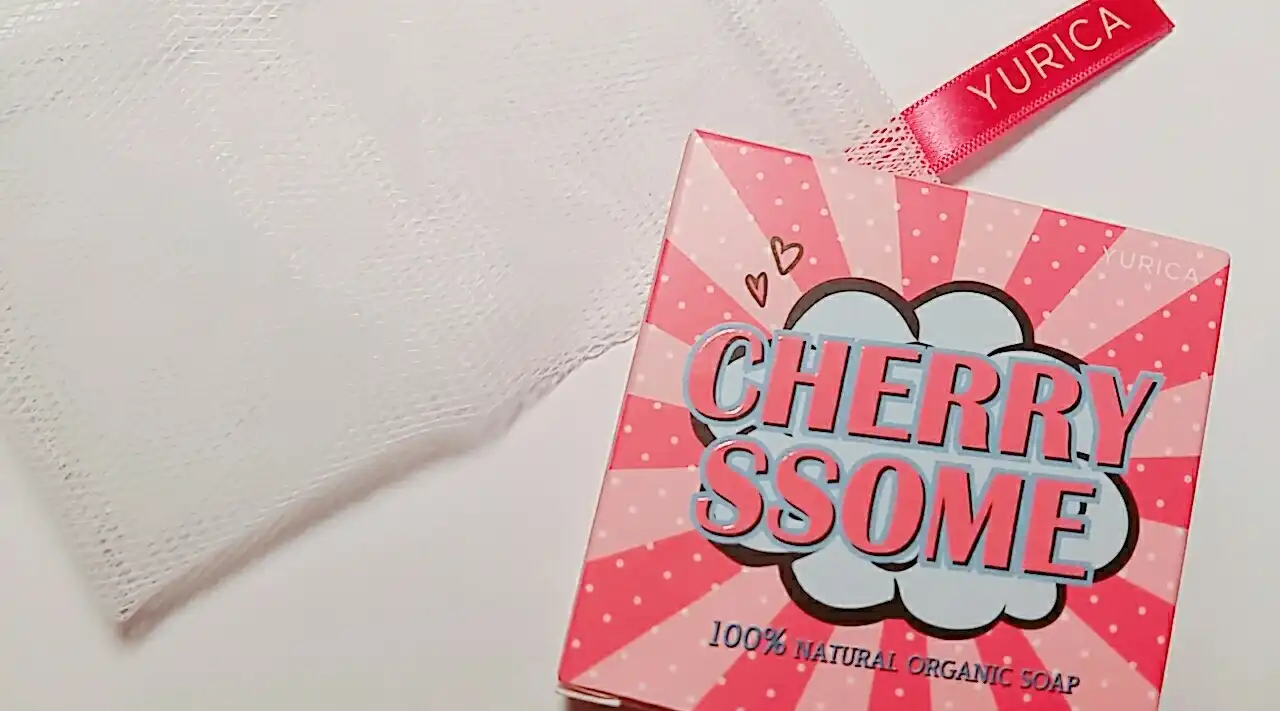 YURICA
YURICA
CHERRY
SSOME
100% NATURAL ORGANIC SOAP